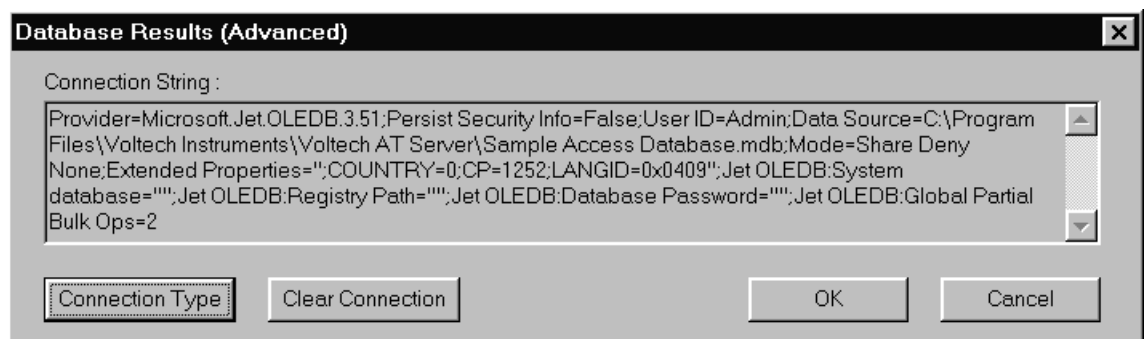 Database Results (Advanced)
Connection String :
Provider=Microsoft.Jet.OLEDB.3.51;Persist Security Info=False;User ID=Admin;Data Source=C:\Program
Files\Voltech Instruments\Voltech AT Server\Sample Access Database.mdb;Mode=Share Deny
None;Extended Properties=";COUNTRY=0;CP=1252;LANGID=0x0409";Jet OLEDB:System
database="";Jet OLEDB:Registry Path="";Jet OLEDB:Database Password="";Jet OLEDB:Global Partial
Bulk Ops=2
Connection Type
Clear Connection
OK
Cancel